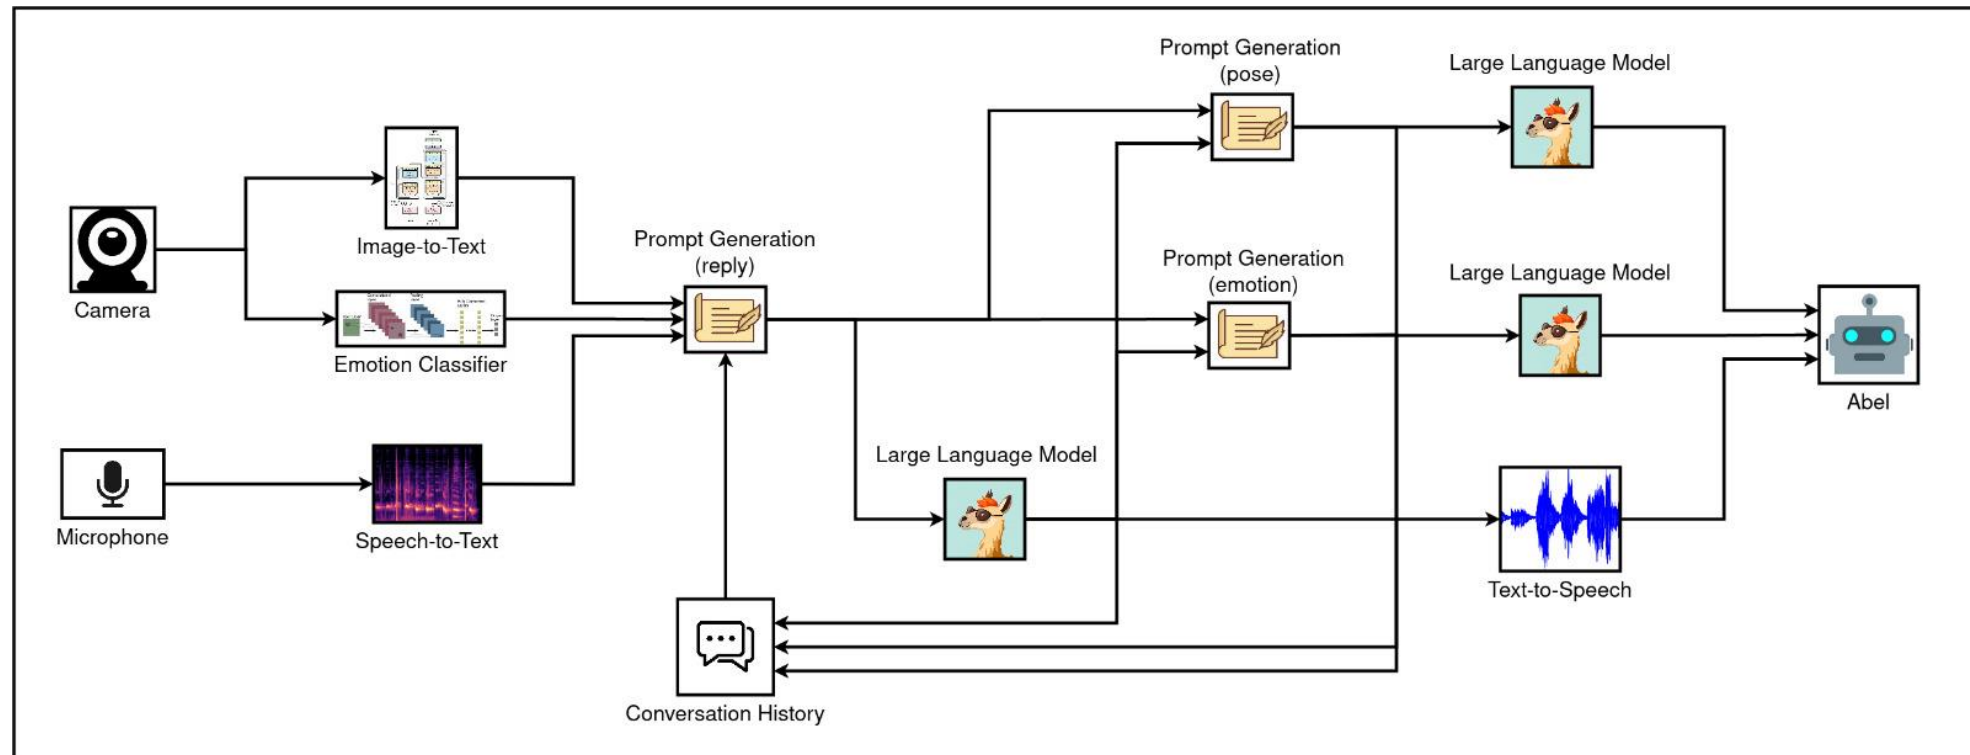 Prompt Generation
(pose)
Large Language Model
Image-to-Text
Prompt Generation
(reply)
Camera
Emotion Classifier
Prompt Generation
(emotion)
Large Language Model
Abel
Large Language Model
Microphone
Speech-to-Text
Text-to-Speech
Conversation History